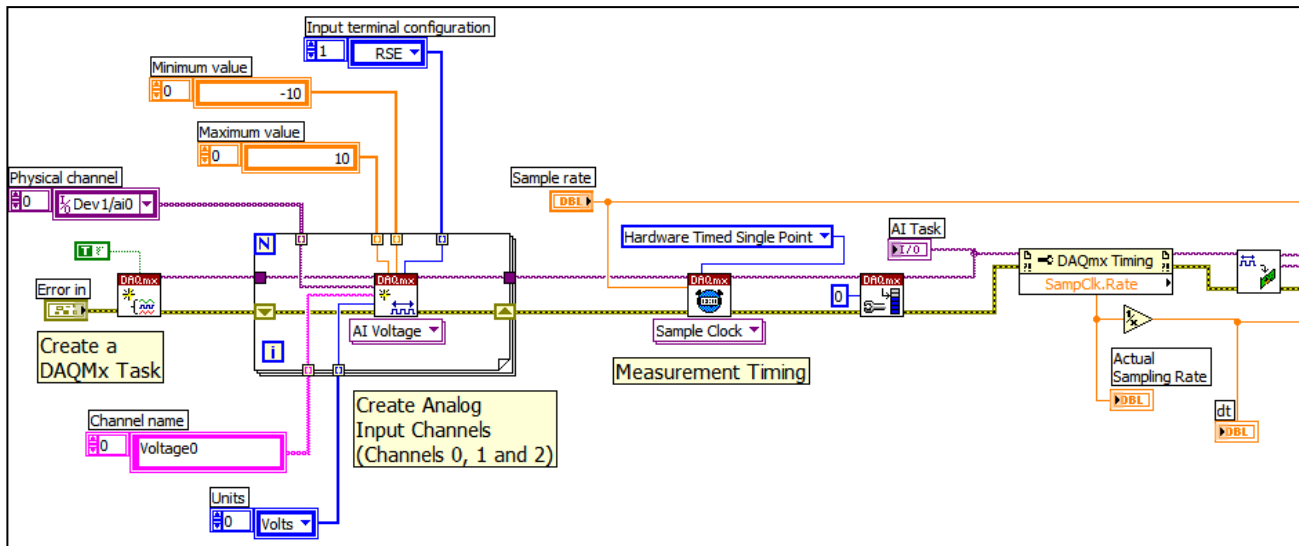 Input terminal configuration
1 RSE
Minimum value
0 -10
Maximum value
0 10
Physical channel
0 I/O Dev1/ai0
Sample rate
DBL
N
Hardware Timed Single Point
AI Task
I/O
T F
DAQmx
DAQmx
DAQmx
DAQmx
DAQmx Timing
SampClk.Rate
Error in
0
AI Voltage
Sample Clock
1/x
i
Create a
DAQMx Task
Measurement Timing
Actual
Sampling Rate
DBL
dt
DBL
Create Analog
Input Channels
(Channels 0, 1 and 2)
Channel name
0 Voltage0
Units
0 Volts